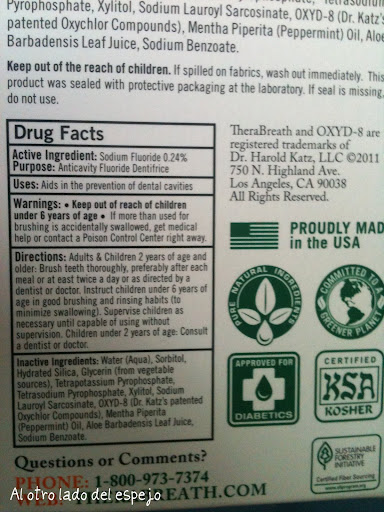 Pyrophosphate, Xylitol, Sodium Lauroyl Sarcosinate, OXYD-8 (Dr. Katz's
patented Oxychlor Compounds), Mentha Piperita (Peppermint) Oil, Aloe
Barbadensis Leaf Juice, Sodium Benzoate.
Keep out of the reach of children. If spilled on fabrics, wash out immediately. This
product was sealed with protective packaging at the laboratory. If seal is missing,
do not use.
Drug Facts
Active Ingredient: Sodium Fluoride 0.24%
Purpose: Anticavity Fluoride Dentifrice
Uses: Aids in the prevention of dental cavities
Warnings: • Keep out of reach of children
under 6 years of age • If more than used for
brushing is accidentally swallowed, get medical
help or contact a Poison Control Center right away.
Directions: Adults & Children 2 years of age and
older: Brush teeth thoroughly, preferably after each
meal or at least twice a day or as directed by a
dentist or doctor. Instruct children under 6 years of
age in good brushing and rinsing habits (to
minimize swallowing). Supervise children as
necessary until capable of using without
supervision. Children under 2 years of age: Consult
a dentist or doctor.
Inactive Ingredients: Water (Aqua), Sorbitol,
Hydrated Silica, Glycerin (from vegetable
sources), Tetrapotassium Pyrophosphate,
Tetrasodium Pyrophosphate, Xylitol, Sodium
Lauroyl Sarcosinate, OXYD-8 (Dr. Katz's patented
Oxychlor Compounds), Mentha Piperita
(Peppermint) Oil, Aloe Barbadensis Leaf Juice,
Sodium Benzoate.
TheraBreath and OXYD-8 are
registered trademarks of
Dr. Harold Katz, LLC ©2011
750 N. Highland Ave.
Los Angeles, CA 90038
All Rights Reserved.
PROUDLY MAD
in the USA
PURE NATURAL INGREDIENTS
COMMITTED TO A GREENER PLANET
APPROVED FOR
DIABETICS
CERTIFIED
KSA
KOSHER
SUSTAINABLE
FORESTRY
INITIATIVE
Certified Fiber Sourcing
Questions or Comments?
PHONE: 1-800-973-7374
WEB: THERABREATH.COM
Al otro lado del espejo